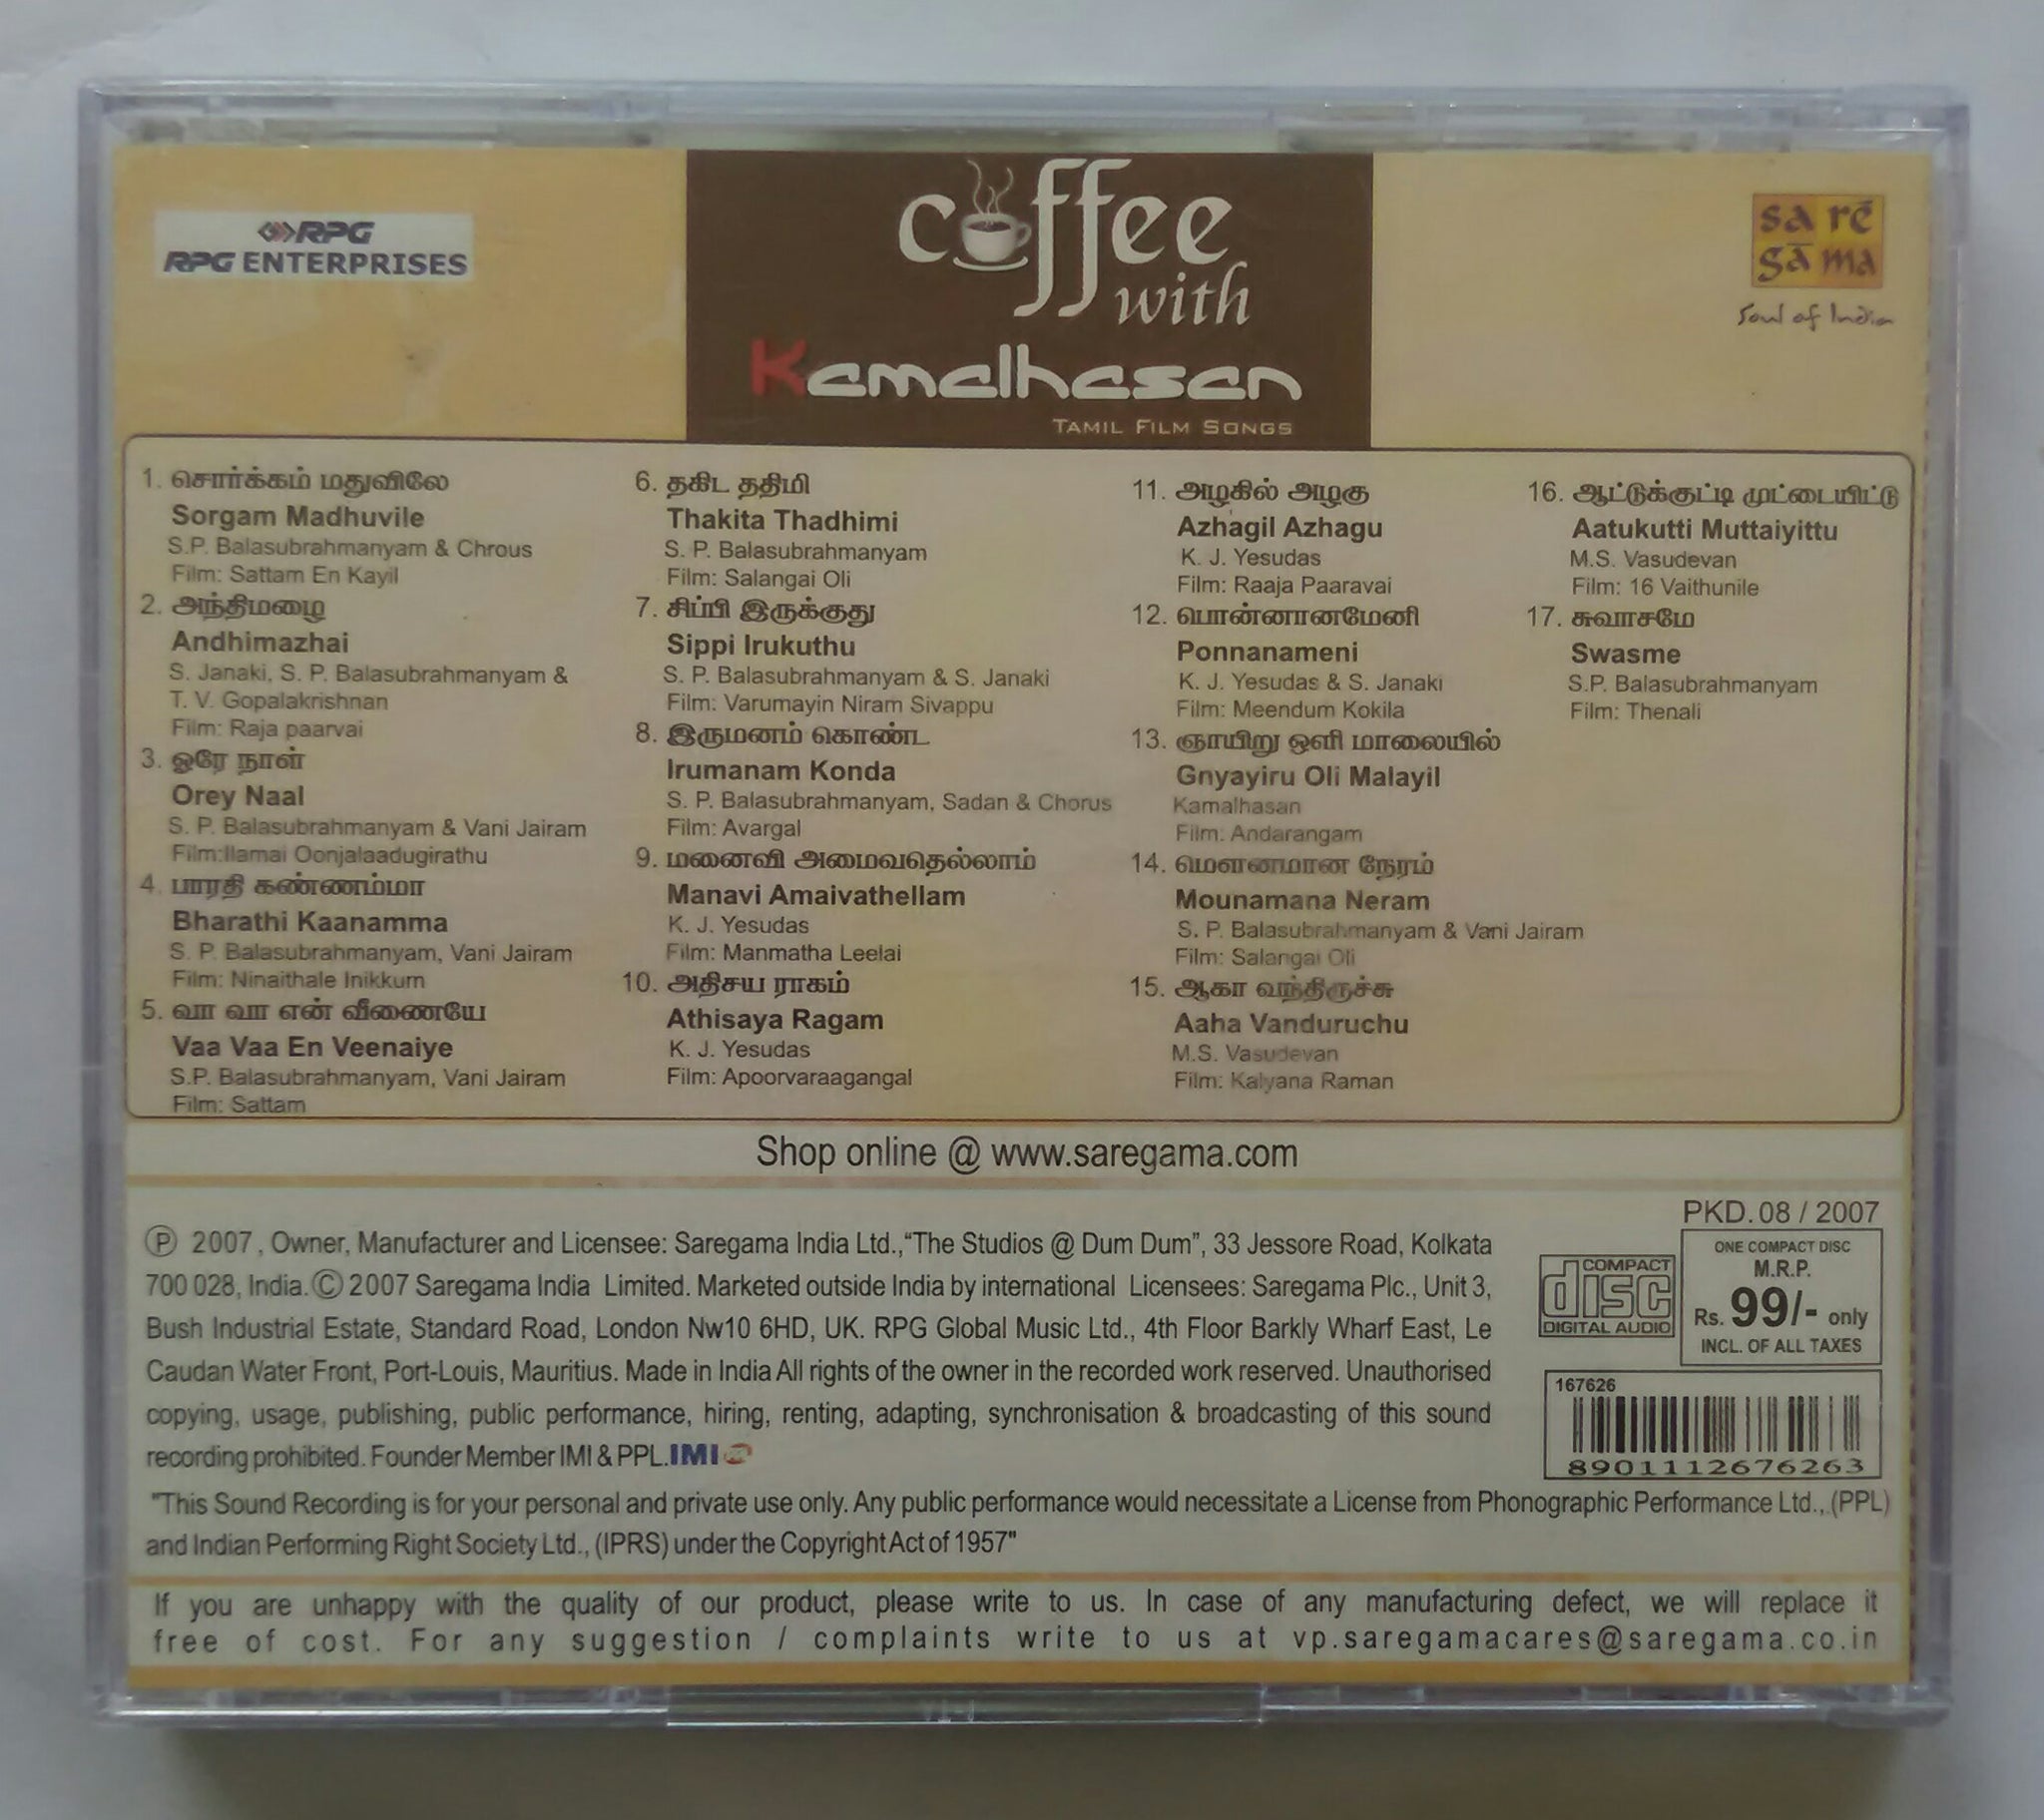 RPG
RPG ENTERPRISES
coffee
with
Kamalhasan
TAMIL FILM SONGS
sa rē
gā ma
Soul of India
1. சொர்க்கம் மதுவிலே
Sorgam Madhuvile
S.P. Balasubrahmanyam & Chrous
Film: Sattam En Kayil
2. அந்திமழை
Andhimazhai
S. Janaki, S. P. Balasubrahmanyam &
T. V. Gopalakrishnan
Film: Raja paarvai
3. ஒரே நாள்
Orey Naal
S. P. Balasubrahmanyam & Vani Jairam
Film:Ilamai Oonjalaadugirathu
4. பாரதி கண்ணம்மா
Bharathi Kaanamma
S. P. Balasubrahmanyam, Vani Jairam
Film: Ninaithale Inikkum
5. வா வா என் வீணையே
Vaa Vaa En Veenaiye
S.P. Balasubrahmanyam, Vani Jairam
Film: Sattam
6. தகிட ததிமி
Thakita Thadhimi
S. P. Balasubrahmanyam
Film: Salangai Oli
7. சிப்பி இருக்குது
Sippi Irukuthu
S. P. Balasubrahmanyam & S. Janaki
Film: Varumayin Niram Sivappu
8. இருமனம் கொண்ட
Irumanam Konda
S. P. Balasubrahmanyam, Sadan & Chorus
Film: Avargal
9. மனைவி அமைவதெல்லாம்
Manavi Amaivathellam
K. J. Yesudas
Film: Manmatha Leelai
10. அதிசய ராகம்
Athisaya Ragam
K. J. Yesudas
Film: Apoorvaraagangal
11. அழகில் அழகு
Azhagil Azhagu
K. J. Yesudas
Film: Raaja Paaravai
12. பொன்னானமேனி
Ponnanameni
K. J. Yesudas & S. Janaki
Film: Meendum Kokila
13. ஞாயிறு ஒளி மாலையில்
Gnyayiru Oli Malayil
Kamalhasan
Film: Andarangam
14. மௌனமான நேரம்
Mounamana Neram
S. P. Balasubrahmanyam & Vani Jairam
Film: Salangai Oli
15. ஆகா வந்திருச்சு
Aaha Vanduruchu
M.S. Vasudevan
Film: Kalyana Raman
16. ஆட்டுக்குட்டி முட்டையிட்டு
Aatukutti Muttaiyittu
M.S. Vasudevan
Film: 16 Vaithunile
17. சுவாசமே
Swasme
S.P. Balasubrahmanyam
Film: Thenali
Shop online @ www.saregama.com
Ⓟ 2007, Owner, Manufacturer and Licensee: Saregama India Ltd.,“The Studios @ Dum Dum”, 33 Jessore Road, Kolkata
700 028, India. © 2007 Saregama India Limited. Marketed outside India by international Licensees: Saregama Plc., Unit 3,
Bush Industrial Estate, Standard Road, London Nw10 6HD, UK. RPG Global Music Ltd., 4th Floor Barkly Wharf East, Le
Caudan Water Front, Port-Louis, Mauritius. Made in India All rights of the owner in the recorded work reserved. Unauthorised
copying, usage, publishing, public performance, hiring, renting, adapting, synchronisation & broadcasting of this sound
recording prohibited. Founder Member IMI & PPL. IMI
PKD. 08 / 2007
COMPACT
disc
DIGITAL AUDIO
ONE COMPACT DISC
M.R.P.
Rs. 99/- only
INCL. OF ALL TAXES
167626
8901112676263
"This Sound Recording is for your personal and private use only. Any public performance would necessitate a License from Phonographic Performance Ltd., (PPL)
and Indian Performing Right Society Ltd., (IPRS) under the Copyright Act of 1957"
If you are unhappy with the quality of our product, please write to us. In case of any manufacturing defect, we will replace it
free of cost. For any suggestion / complaints write to us at vp.saregamacares@saregama.co.in